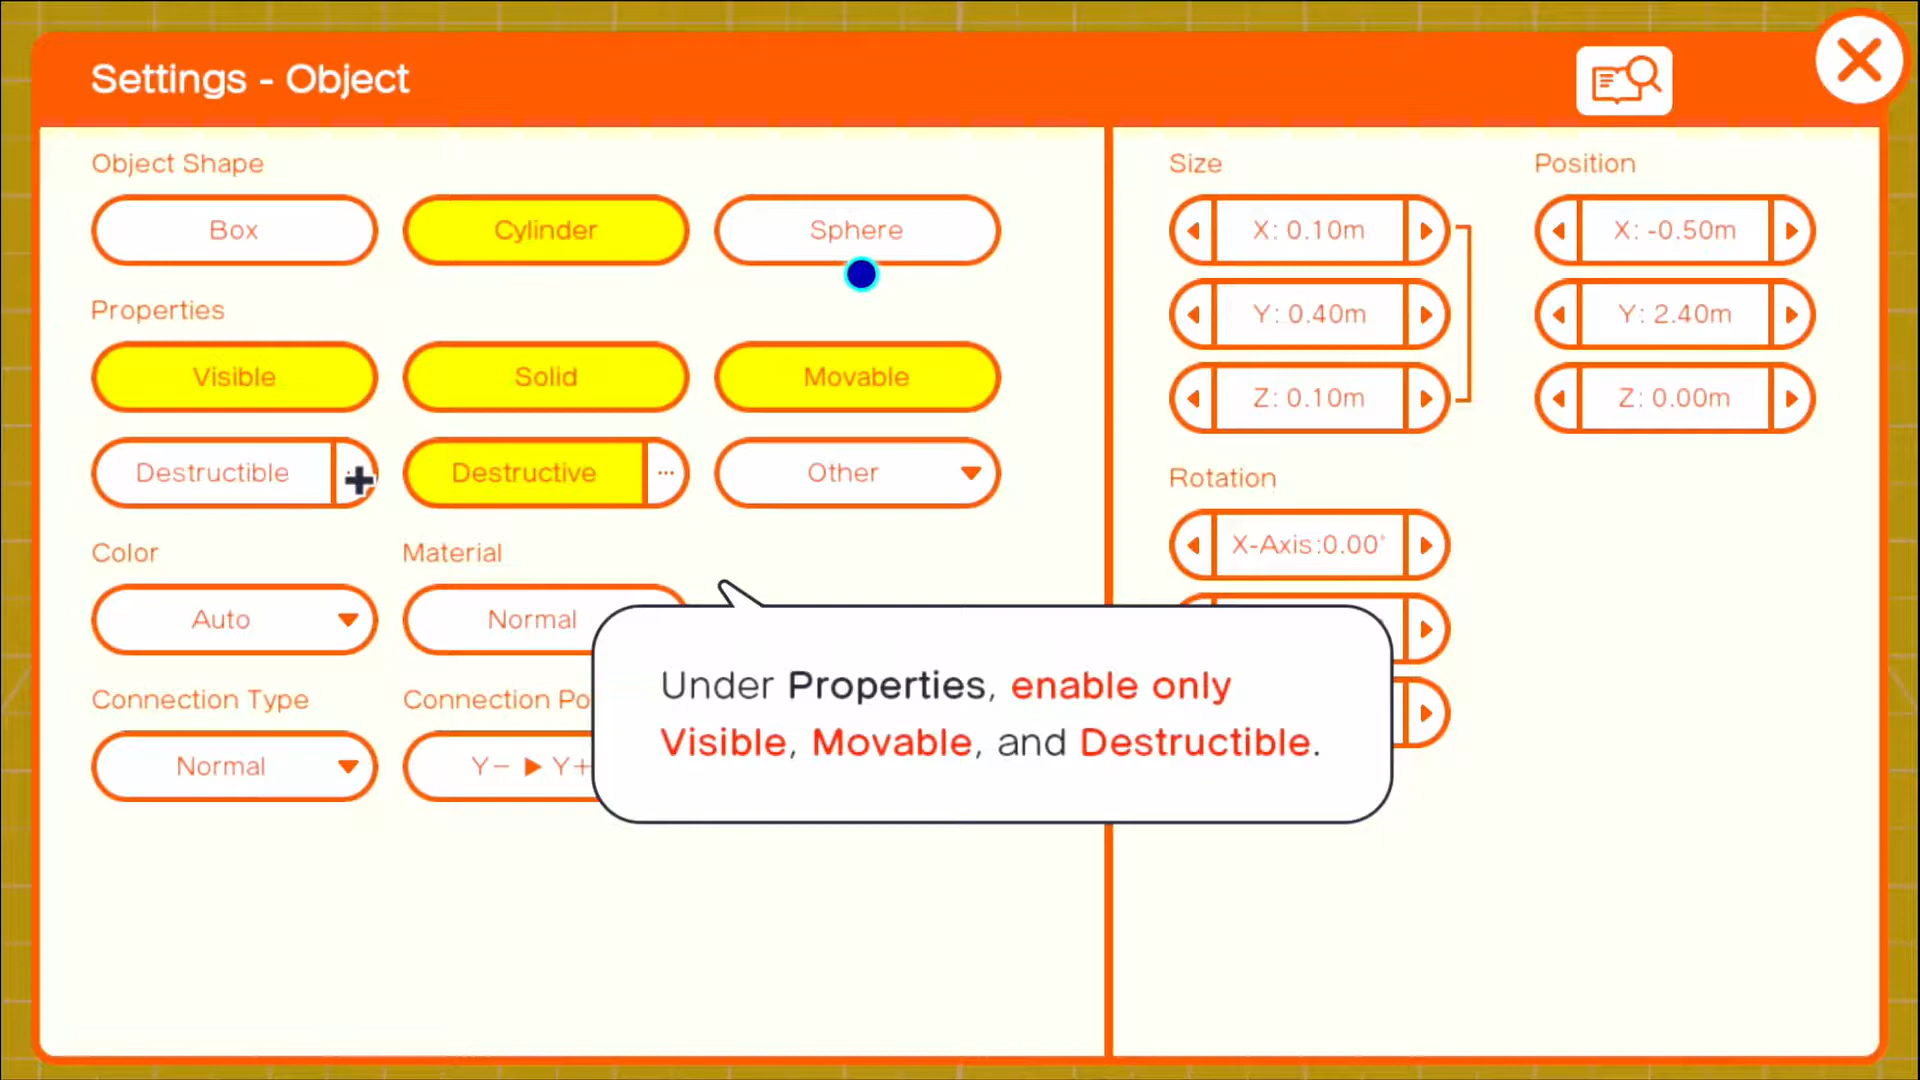 Settings - Object
Object Shape
Box
Cylinder
Sphere
Properties
Visible
Solid
Movable
Destructible
Destructive
...
Other
Color
Material
Auto
Normal
Connection Type
Connection Po
Normal
Y- ▶ Y+
Size
Position
X: 0.10m
X: -0.50m
Y: 0.40m
Y: 2.40m
Z: 0.10m
Z: 0.00m
Rotation
X-Axis:0.00°
Under Properties, enable only
Visible, Movable, and Destructible.